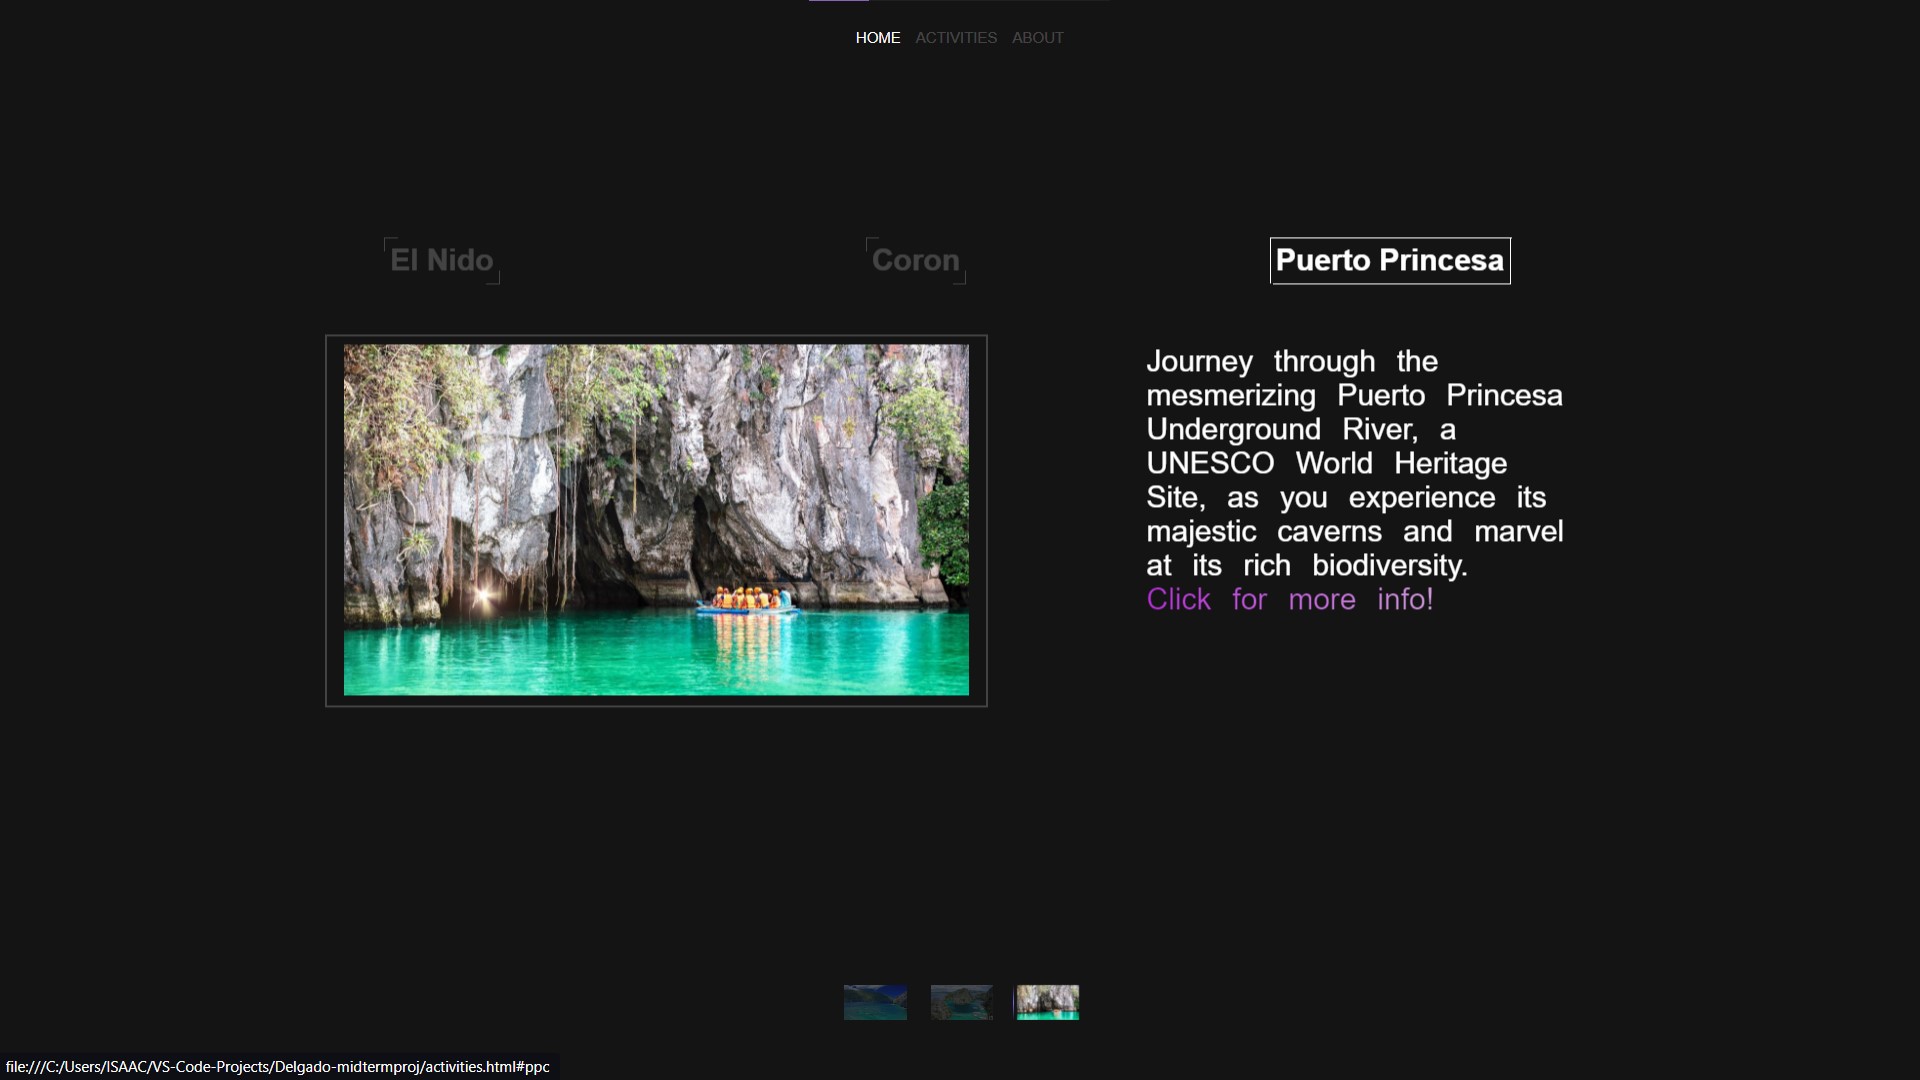 HOME ACTIVITIES ABOUT
El Nido
Coron
Puerto Princesa
Journey through the
mesmerizing Puerto Princesa
Underground River, a
UNESCO World Heritage
Site, as you experience its
majestic caverns and marvel
at its rich biodiversity.
Click for more info!
file:///C:/Users/ISAAC/VS-Code-Projects/Delgado-midtermproj/activities.html#ppc